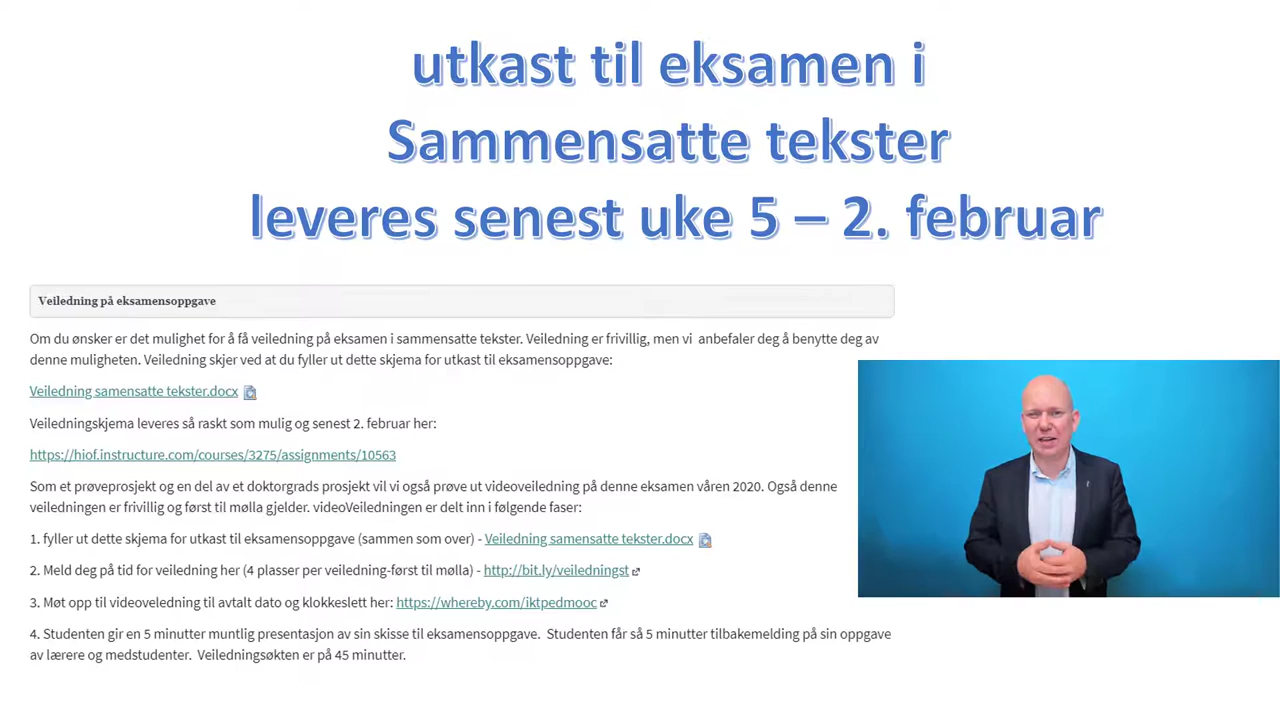 utkast til eksamen i
Sammensatte tekster
leveres senest uke 5 – 2. februar
Veiledning på eksamensoppgave
Om du ønsker er det mulighet for å få veiledning på eksamen i sammensatte tekster. Veiledning er frivillig, men vi anbefaler deg å benytte deg av
denne muligheten. Veiledning skjer ved at du fyller ut dette skjema for utkast til eksamensoppgave:
Veiledning samensatte tekster.docx
Veiledningskjema leveres så raskt som mulig og senest 2. februar her:
https://hiof.instructure.com/courses/3275/assignments/10563
Som et prøveprosjekt og en del av et doktorgrads prosjekt vil vi også prøve ut videoveiledning på denne eksamen våren 2020. Også denne
veiledningen er frivillig og først til mølla gjelder. videoVeiledningen er delt inn i følgende faser:
1. fyller ut dette skjema for utkast til eksamensoppgave (sammen som over) - Veiledning samensatte tekster.docx
2. Meld deg på tid for veiledning her (4 plasser per veiledning-først til mølla) - http://bit.ly/veiledningst
3. Møt opp til videoveledning til avtalt dato og klokkeslett her: https://whereby.com/iktpedmooc
4. Studenten gir en 5 minutter muntlig presentasjon av sin skisse til eksamensoppgave. Studenten får så 5 minutter tilbakemelding på sin oppgave
av lærere og medstudenter. Veiledningsøkten er på 45 minutter.